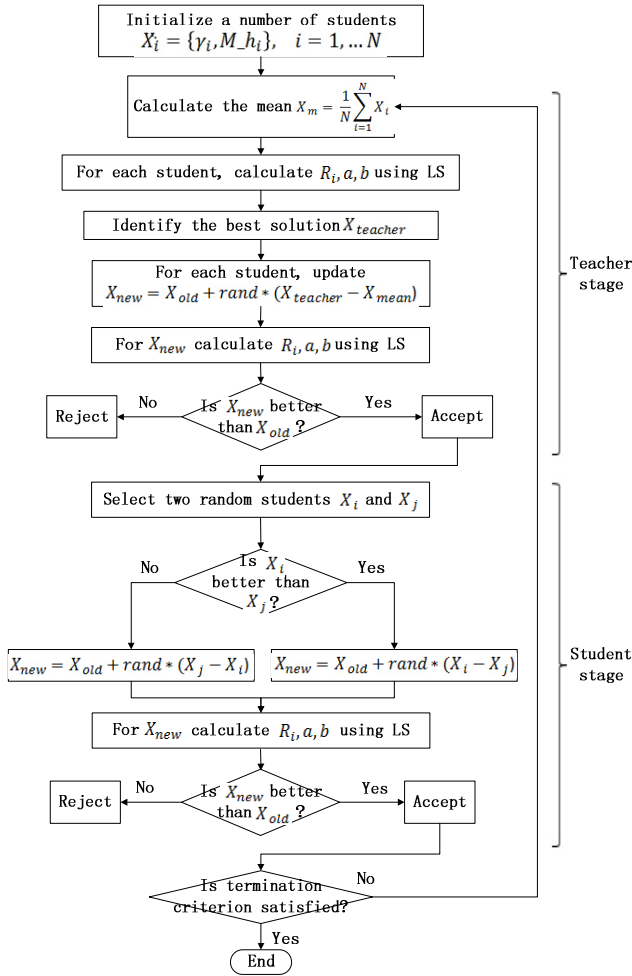 Initialize a number of students
X_i = {γ_i, M_h_i}, i = 1, … N
Calculate the mean X_m = \frac{1}{N}\sum_{i=1}^{N} X_i
For each student, calculate R_i, a, b using LS
Identify the best solution X_teacher
For each student, update
X_new = X_old + rand * (X_teacher − X_mean)
For X_new calculate R_i, a, b using LS
Is X_new better
than X_old ?
No
Yes
Reject
Accept
Teacher
stage
Select two random students X_i and X_j
Is X_i
better than
X_j ?
No
Yes
X_new = X_old + rand * (X_j − X_i)
X_new = X_old + rand * (X_i − X_j)
For X_new calculate R_i, a, b using LS
Is X_new better
than X_old ?
No
Yes
Reject
Accept
Student
stage
Is termination
criterion satisfied?
No
Yes
End